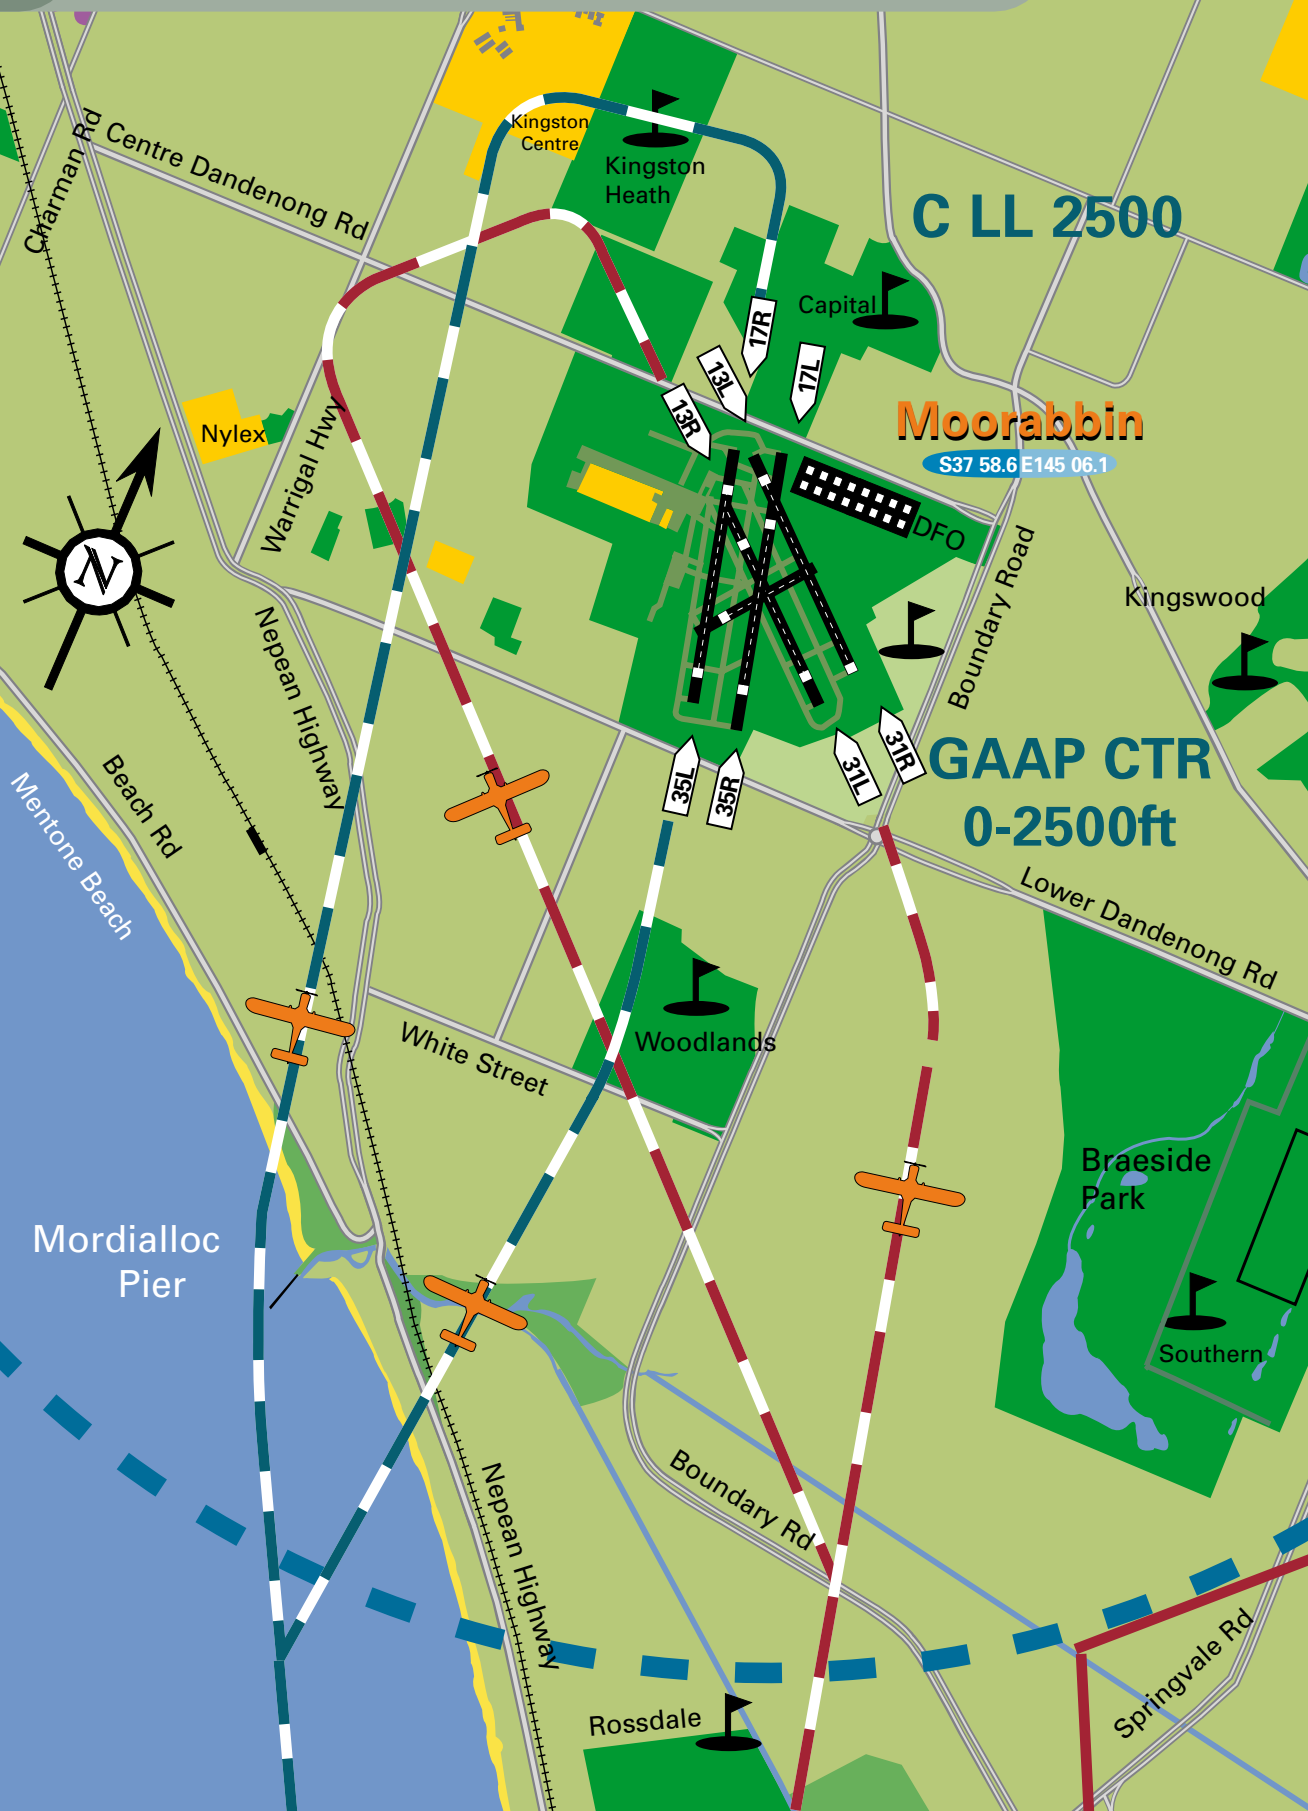 Kingston
Centre
Kingston
Heath
Charman Rd
Centre Dandenong Rd
C LL 2500
Capital
17R
13L
17L
13R
Moorabbin
S37 58.6 E145 06.1
Nylex
Warrigal Hwy
DFO
N
Kingswood
Boundary Road
Nepean Highway
Beach Rd
Mentone Beach
GAAP CTR
0-2500ft
35L
35R
31L
31R
Lower Dandenong Rd
White Street
Woodlands
Braeside
Park
Mordialloc
Pier
Southern
Boundary Rd
Nepean Highway
Springvale Rd
Rossdale